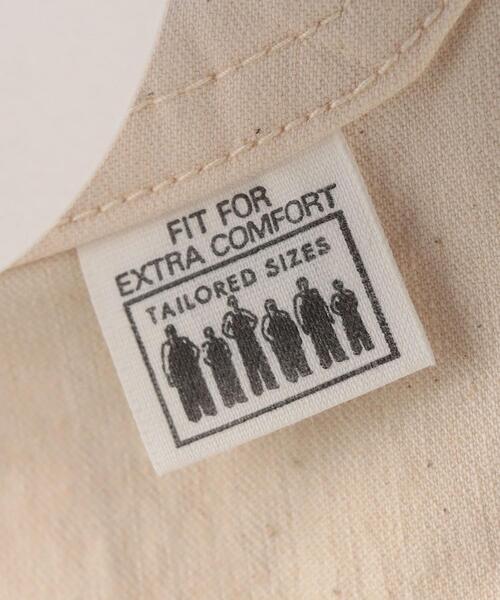 FIT FOR
EXTRA COMFORT
TAILORED SIZES